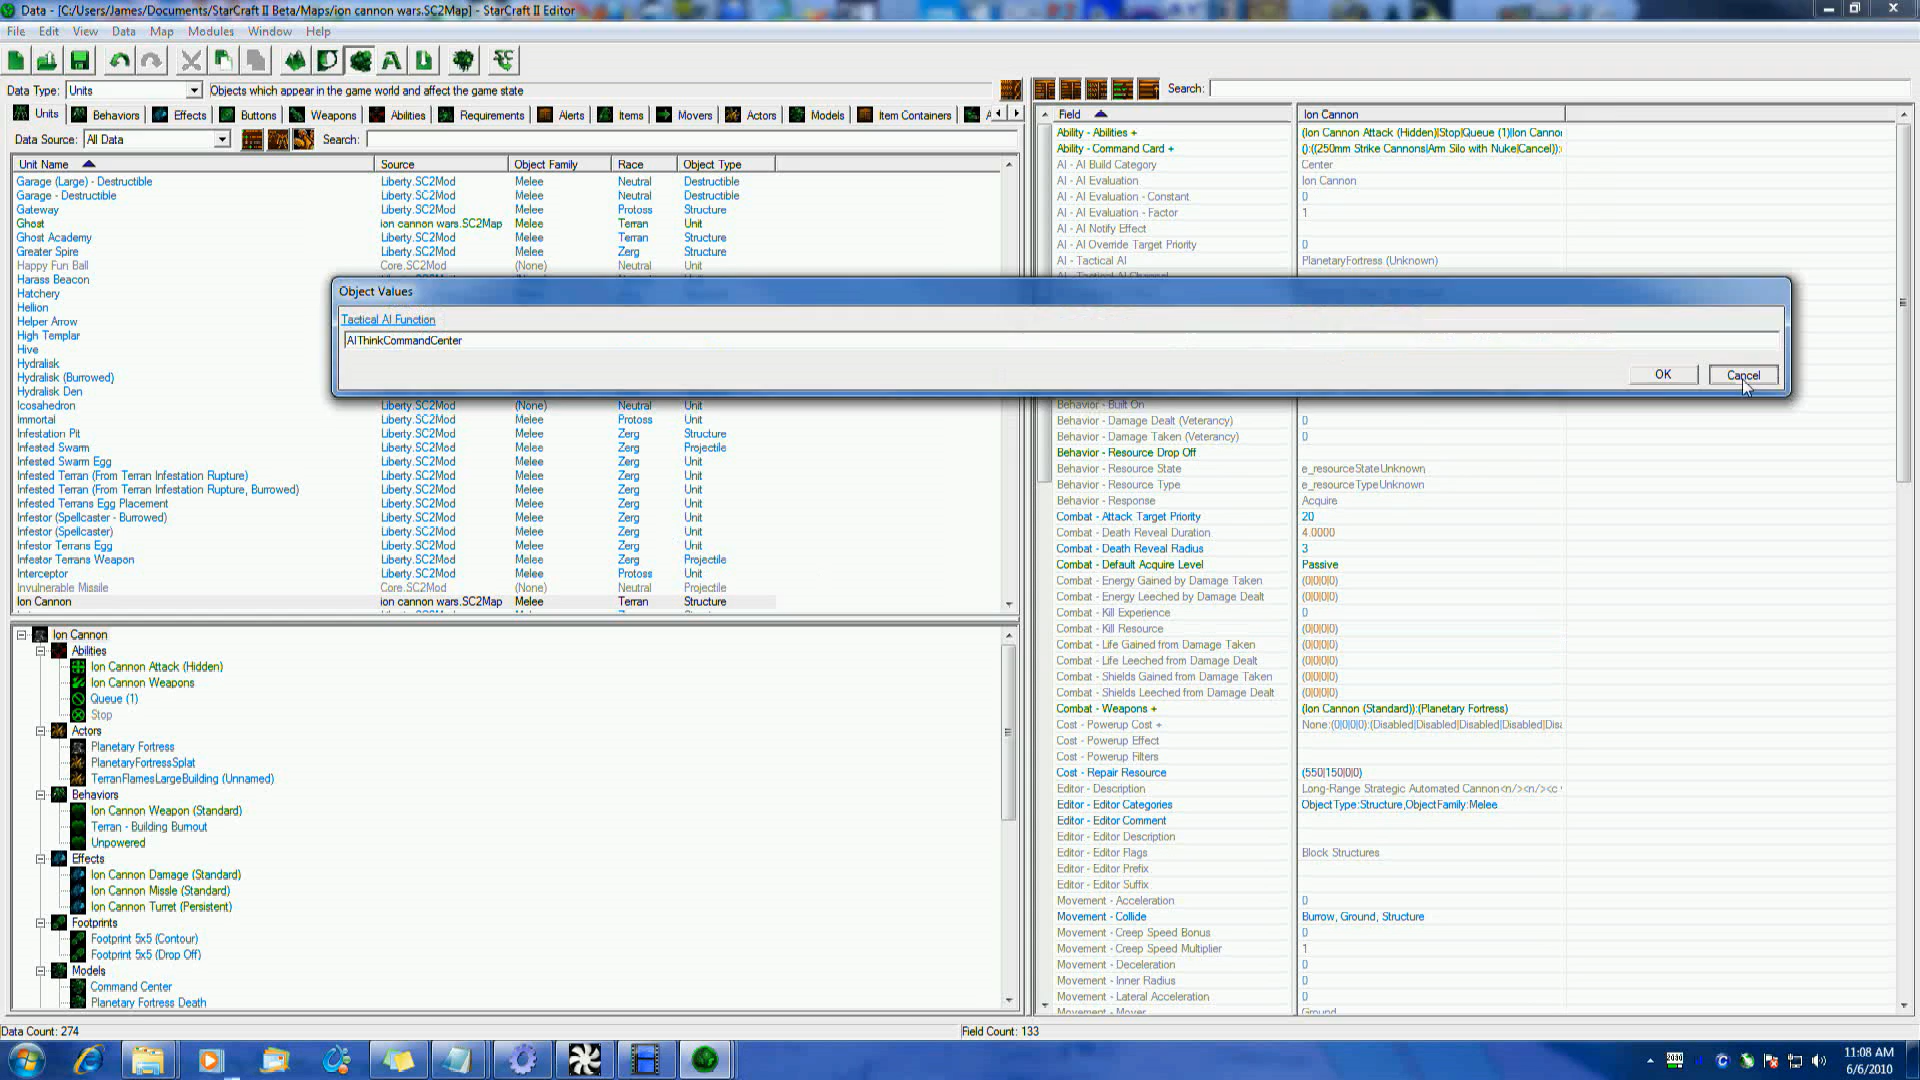 Data - [C:/Users/James/Documents/StarCraft II Beta/Maps/ion cannon wars.SC2Map] - StarCraft II Editor
File Edit View Data Map Modules Window Help
Data Type: Units Objects which appear in the game world and affect the game state
Units Behaviors Effects Buttons Weapons Abilities Requirements Alerts Items Movers Actors Models Item Containers A
Data Source: All Data Search:
Unit Name Source Object Family Race Object Type
Garage (Large) - Destructible Liberty.SC2Mod Melee Neutral Destructible
Garage - Destructible Liberty.SC2Mod Melee Neutral Destructible
Gateway Liberty.SC2Mod Melee Protoss Structure
Ghost ion cannon wars.SC2Map Melee Terran Unit
Ghost Academy Liberty.SC2Mod Melee Terran Structure
Greater Spire Liberty.SC2Mod Melee Zerg Structure
Happy Fun Ball Core.SC2Mod (None) Neutral Unit
Harass Beacon
Hatchery
Hellion
Helper Arrow
High Templar
Hive
Hydralisk
Hydralisk (Burrowed)
Hydralisk Den
Icosahedron Liberty.SC2Mod (None) Neutral Unit
Immortal Liberty.SC2Mod Melee Protoss Unit
Infestation Pit Liberty.SC2Mod Melee Zerg Structure
Infested Swarm Liberty.SC2Mod Melee Zerg Projectile
Infested Swarm Egg Liberty.SC2Mod Melee Zerg Unit
Infested Terran (From Terran Infestation Rupture) Liberty.SC2Mod Melee Zerg Unit
Infested Terran (From Terran Infestation Rupture, Burrowed) Liberty.SC2Mod Melee Zerg Unit
Infested Terrans Egg Placement Liberty.SC2Mod Melee Zerg Unit
Infestor (Spellcaster - Burrowed) Liberty.SC2Mod Melee Zerg Unit
Infestor (Spellcaster) Liberty.SC2Mod Melee Zerg Unit
Infestor Terrans Egg Liberty.SC2Mod Melee Zerg Unit
Infestor Terrans Weapon Liberty.SC2Mod Melee Zerg Projectile
Interceptor Liberty.SC2Mod Melee Protoss Unit
Invulnerable Missile Core.SC2Mod (None) Neutral Projectile
Ion Cannon ion cannon wars.SC2Map Melee Terran Structure
Object Values
Tactical AI Function
AIThinkCommandCenter
OK Cancel
Ion Cannon
Abilities
Ion Cannon Attack (Hidden)
Ion Cannon Weapons
Queue (1)
Stop
Actors
Planetary Fortress
PlanetaryFortressSplat
TerranFlamesLargeBuilding (Unnamed)
Behaviors
Ion Cannon Weapon (Standard)
Terran - Building Burnout
Unpowered
Effects
Ion Cannon Damage (Standard)
Ion Cannon Missle (Standard)
Ion Cannon Turret (Persistent)
Footprints
Footprint 5x5 (Contour)
Footprint 5x5 (Drop Off)
Models
Command Center
Planetary Fortress Death
Search:
Field Ion Cannon
Ability - Abilities + (Ion Cannon Attack (Hidden)|Stop|Queue (1)|Ion Canno
Ability - Command Card + ():((250mm Strike Cannons|Arm Silo with Nuke|Cancel)):
AI - AI Build Category Center
AI - AI Evaluation Ion Cannon
AI - AI Evaluation - Constant 0
AI - AI Evaluation - Factor 1
AI - AI Notify Effect
AI - AI Override Target Priority 0
AI - Tactical AI PlanetaryFortress (Unknown)
AI - Tactical AI Channel
Behavior - Built On
Behavior - Damage Dealt (Veterancy) 0
Behavior - Damage Taken (Veterancy) 0
Behavior - Resource Drop Off
Behavior - Resource State e_resourceStateUnknown
Behavior - Resource Type e_resourceTypeUnknown
Behavior - Response Acquire
Combat - Attack Target Priority 20
Combat - Death Reveal Duration 4.0000
Combat - Death Reveal Radius 3
Combat - Default Acquire Level Passive
Combat - Energy Gained by Damage Taken (0|0|0|0)
Combat - Energy Leeched by Damage Dealt (0|0|0|0)
Combat - Kill Experience 0
Combat - Kill Resource (0|0|0|0)
Combat - Life Gained from Damage Taken (0|0|0|0)
Combat - Life Leeched from Damage Dealt (0|0|0|0)
Combat - Shields Gained from Damage Taken (0|0|0|0)
Combat - Shields Leeched from Damage Dealt (0|0|0|0)
Combat - Weapons + (Ion Cannon (Standard)):(Planetary Fortress)
Cost - Powerup Cost + None:(0|0|0|0):(Disabled|Disabled|Disabled|Disabled|Disa
Cost - Powerup Effect
Cost - Powerup Filters
Cost - Repair Resource (550|150|0|0)
Editor - Description Long-Range Strategic Automated Cannon<n/><n/><c
Editor - Editor Categories ObjectType:Structure,ObjectFamily:Melee
Editor - Editor Comment
Editor - Editor Description
Editor - Editor Flags Block Structures
Editor - Editor Prefix
Editor - Editor Suffix
Movement - Acceleration 0
Movement - Collide Burrow, Ground, Structure
Movement - Creep Speed Bonus 0
Movement - Creep Speed Multiplier 1
Movement - Deceleration 0
Movement - Inner Radius 0
Movement - Lateral Acceleration 0
Movement - Mover Ground
Data Count: 274 Field Count: 133
11:08 AM
6/6/2010